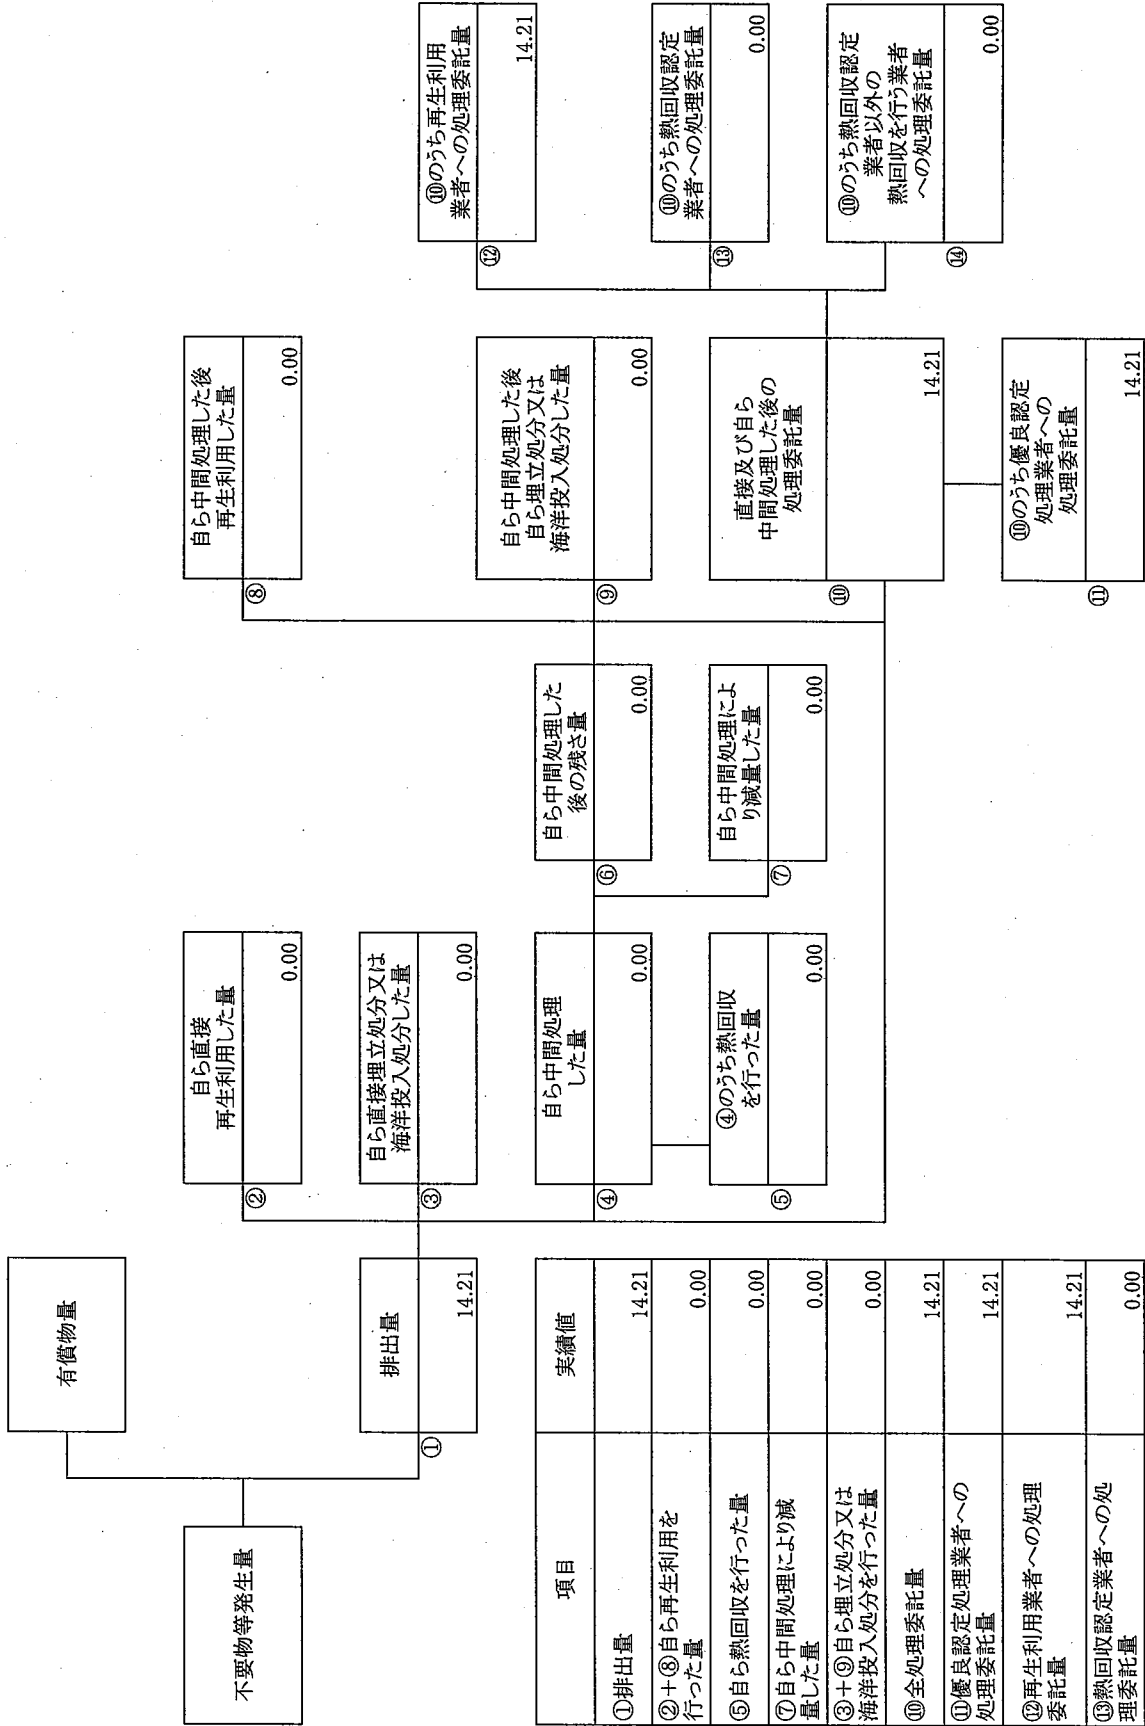 不要物等発生量
有償物量
①
排出量
14.21
②
自ら直接
再生利用した量
0.00
③
自ら直接埋立処分又は
海洋投入処分した量
0.00
④
自ら中間処理
した量
0.00
⑤
④のうち熱回収
を行った量
0.00
⑥
自ら中間処理した
後の残さ量
0.00
⑦
自ら中間処理によ
り減量した量
0.00
⑧
自ら中間処理した後
再生利用した量
0.00
⑨
自ら中間処理した後
自ら埋立処分又は
海洋投入処分した量
0.00
⑩
直接及び自ら
中間処理した後の
処理委託量
14.21
⑪
⑩のうち優良認定
処理業者への
処理委託量
14.21
⑫
⑩のうち再生利用
業者への処理委託量
14.21
⑬
⑩のうち熱回収認定
業者への処理委託量
0.00
⑭
⑩のうち熱回収認定
業者以外の
熱回収を行う業者
への処理委託量
0.00
項目 実績値
①排出量 14.21
②+⑧自ら再生利用を
行った量 0.00
⑤自ら熱回収を行った量 0.00
⑦自ら中間処理により減
量した量 0.00
③+⑨自ら埋立処分又は
海洋投入処分を行った量 0.00
⑩全処理委託量 14.21
⑪優良認定処理業者への
処理委託量 14.21
⑫再生利用業者への処理
委託量 14.21
⑬熱回収認定業者への処
理委託量 0.00